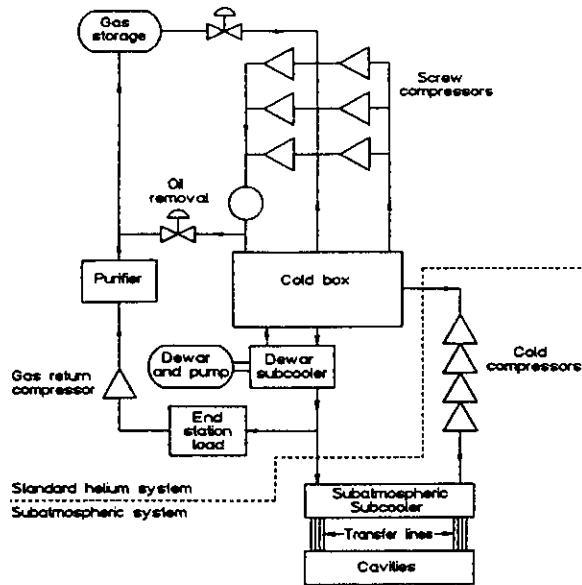 Gas
storage
Screw
compressors
Oil
removal
Purifier
Cold box
Dewar
and pump
Dewar
subcooler
Cold
compressors
Gas return
compressor
End
station
load
Standard helium system
Subatmospheric system
Subatmospheric
Subcooler
Transfer lines
Cavities